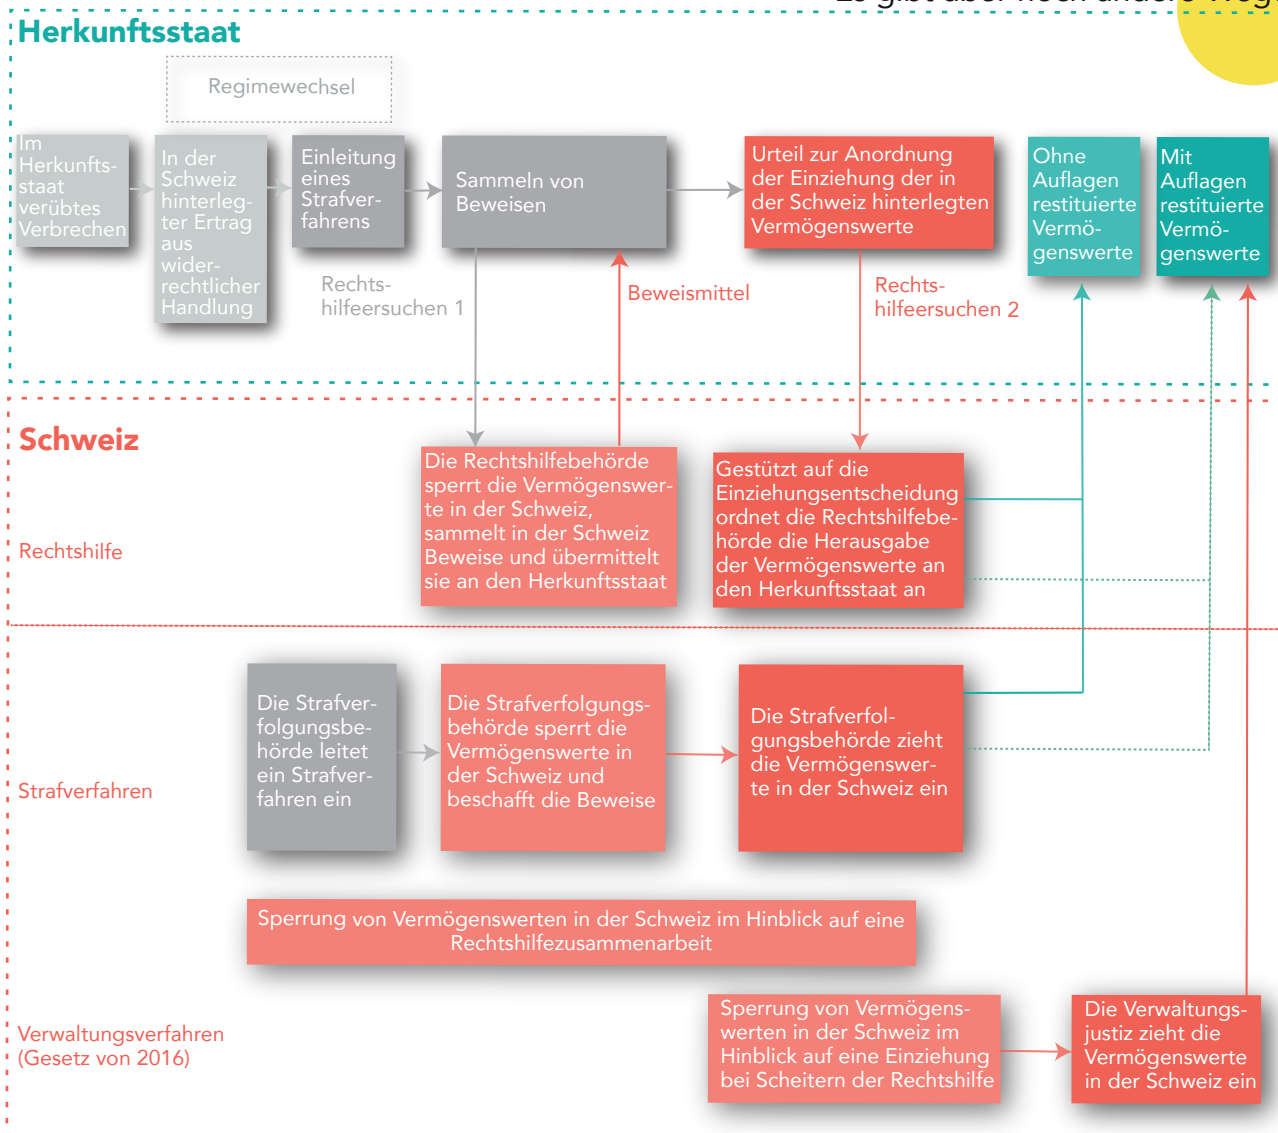 Es gibt aber noch andere Weg
Herkunftsstaat
Regimewechsel
Im
Herkunfts-
staat
verübtes
Verbrechen
In der
Schweiz
hinterleg-
ter Ertrag
aus
wider-
rechtlicher
Handlung
Einleitung
eines
Strafver-
fahrens
Sammeln von
Beweisen
Urteil zur Anordnung
der Einziehung der in
der Schweiz hinterlegten
Vermögenswerte
Ohne
Auflagen
restituierte
Vermö-
genswerte
Mit
Auflagen
restituierte
Vermö-
genswerte
Rechts-
hilfeersuchen 1
Beweismittel
Rechts-
hilfeersuchen 2
Schweiz
Rechtshilfe
Die Rechtshilfebehörde
sperrt die Vermögenswer-
te in der Schweiz,
sammelt in der Schweiz
Beweise und übermittelt
sie an den Herkunftsstaat
Gestützt auf die
Einziehungsentscheidung
ordnet die Rechtshilfebe-
hörde die Herausgabe
der Vermögenswerte an
den Herkunftsstaat an
Strafverfahren
Die Strafver-
folgungsbe-
hörde leitet
ein Strafver-
fahren ein
Die Strafverfolgungs-
behörde sperrt die
Vermögenswerte in
der Schweiz und
beschafft die Beweise
Die Strafverfol-
gungsbehörde zieht
die Vermögenswer-
te in der Schweiz ein
Sperrung von Vermögenswerten in der Schweiz im Hinblick auf eine
Rechtshilfezusammenarbeit
Verwaltungsverfahren
(Gesetz von 2016)
Sperrung von Vermögens-
werten in der Schweiz im
Hinblick auf eine Einziehung
bei Scheitern der Rechtshilfe
Die Verwaltungs-
justiz zieht die
Vermögenswerte
in der Schweiz ein